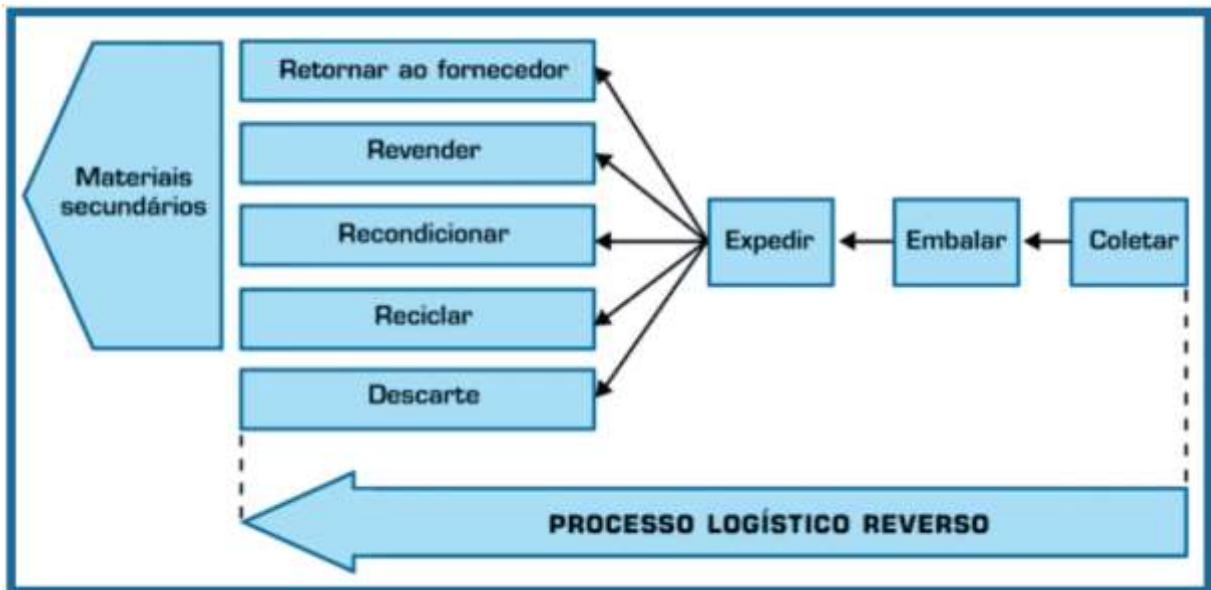 Retornar ao fornecedor
Revender
Materiais
secundários
Recondicionar
Expedir
Embalar
Coletar
Reciclar
Descarte
PROCESSO LOGÍSTICO REVERSO